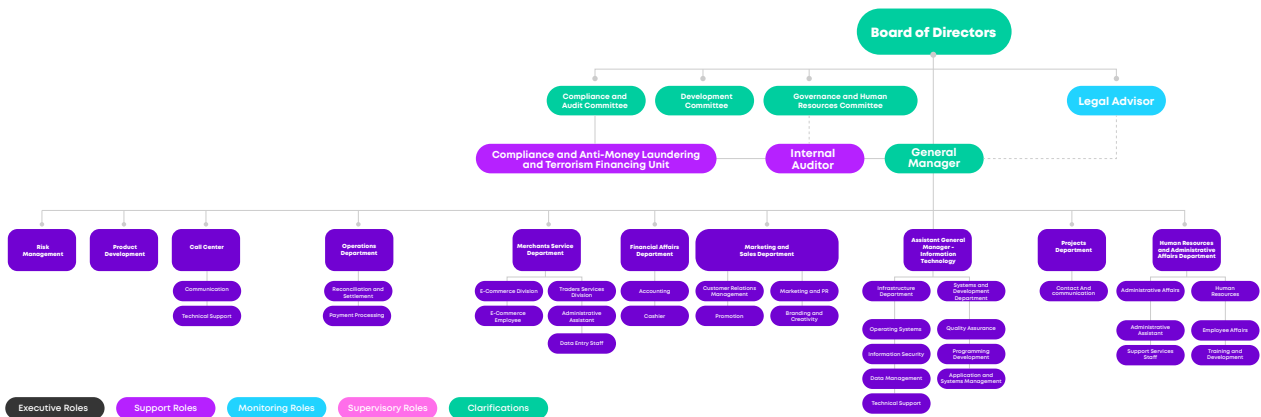 Board of Directors
Compliance and
Audit Committee
Development
Committee
Governance and Human
Resources Committee
Legal Advisor
Compliance and Anti-Money Laundering
and Terrorism Financing Unit
Internal
Auditor
General
Manager
Risk
Management
Product
Development
Call Center
Operations
Department
Merchants Service
Department
Financial Affairs
Department
Marketing and
Sales Department
Assistant General
Manager -
Information
Technology
Projects
Department
Human Resources
and Administrative
Affairs Department
Communication
Technical Support
Reconciliation and
Settlement
Payment Processing
E-Commerce Division
E-Commerce
Employee
Traders Services
Division
Administrative
Assistant
Data Entry Staff
Accounting
Cashier
Customer Relations
Management
Promotion
Marketing and PR
Branding and
Creativity
Infrastructure
Department
Operating Systems
Information Security
Data Management
Technical Support
Systems and
Development
Department
Quality Assurance
Programming
Development
Application and
Systems Management
Contact And
communication
Administrative Affairs
Administrative
Assistant
Support Services
Staff
Human
Resources
Employee Affairs
Training and
Development
Executive Roles
Support Roles
Monitoring Roles
Supervisory Roles
Clarifications